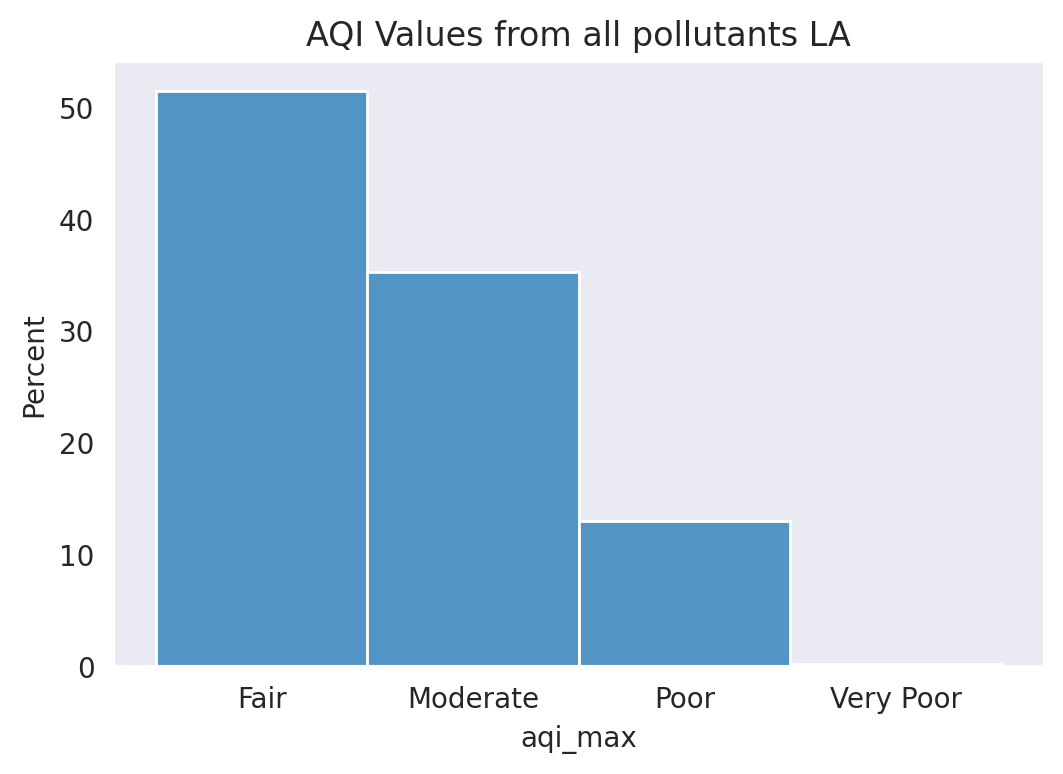 AQI Values from all pollutants LA
Percent
50
40
30
20
10
0
Fair Moderate Poor Very Poor
aqi_max